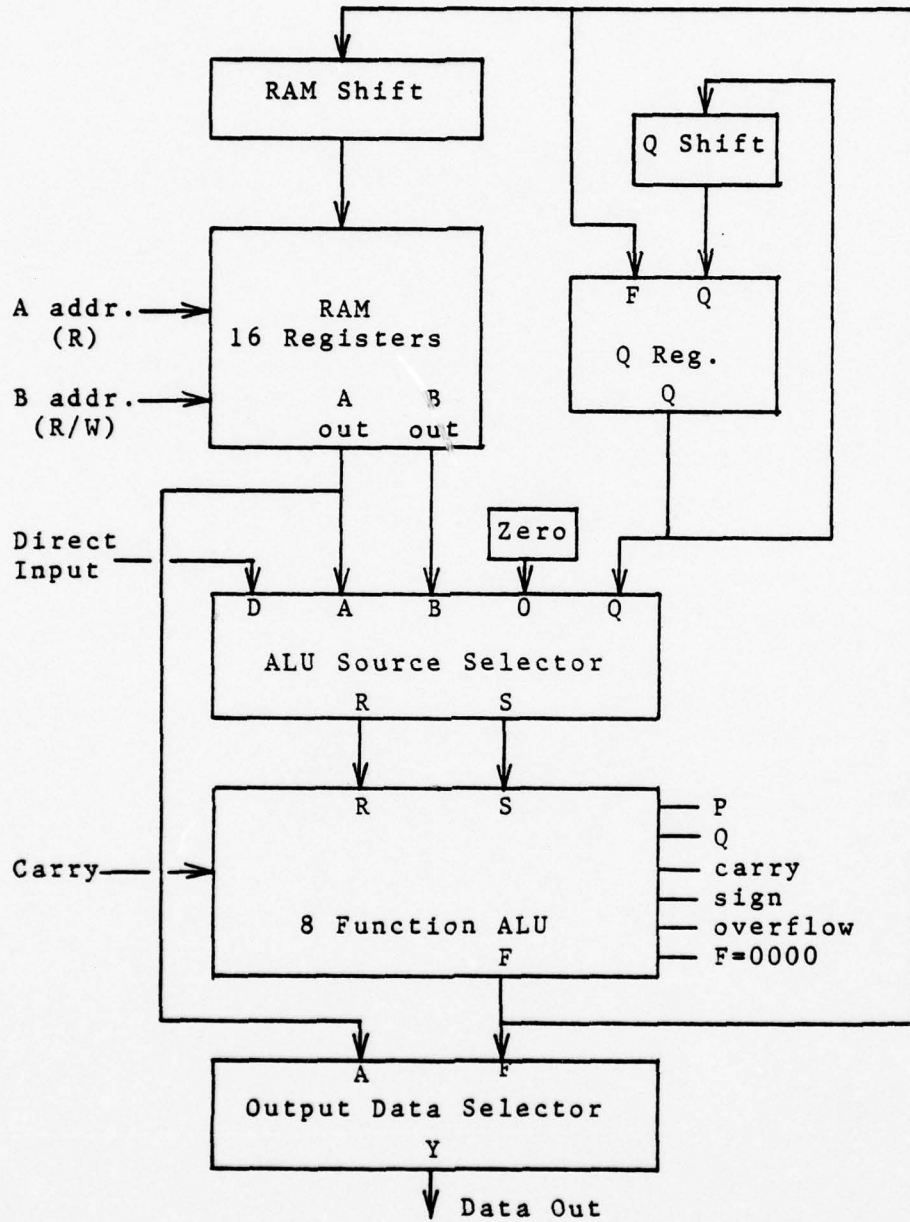 RAM Shift
Q Shift
F Q
Q Reg.
Q
A addr.
(R)
B addr.
(R/W)
RAM
16 Registers
A B
out out
Direct
Input
Zero
D A B O Q
ALU Source Selector
R S
R S
Carry
8 Function ALU
F
P
Q
carry
sign
overflow
F=0000
A F
Output Data Selector
Y
Data Out